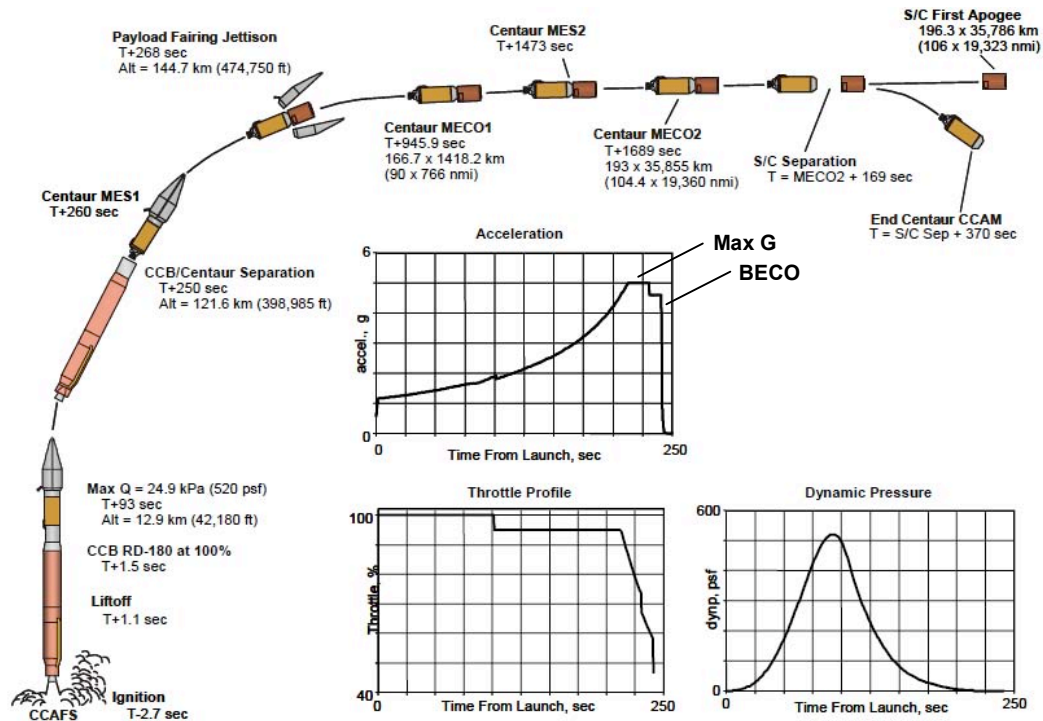 Payload Fairing Jettison
T+268 sec
Alt = 144.7 km (474,750 ft)
Centaur MES2
T+1473 sec
S/C First Apogee
196.3 x 35,786 km
(106 x 19,323 nmi)
Centaur MECO1
T+945.9 sec
166.7 x 1418.2 km
(90 x 766 nmi)
Centaur MECO2
T+1689 sec
193 x 35,855 km
(104.4 x 19,360 nmi)
S/C Separation
T = MECO2 + 169 sec
End Centaur CCAM
T = S/C Sep + 370 sec
Centaur MES1
T+260 sec
CCB/Centaur Separation
T+250 sec
Alt = 121.6 km (398,985 ft)
Acceleration
Max G
BECO
6
accel., g
0
0
250
Time From Launch, sec
Max Q = 24.9 kPa (520 psf)
T+93 sec
Alt = 12.9 km (42,180 ft)
CCB RD-180 at 100%
T+1.5 sec
Liftoff
T+1.1 sec
Ignition
T-2.7 sec
CCAFS
Throttle Profile
100
Throttle, %
40
0
250
Time From Launch, sec
Dynamic Pressure
600
dynp, psf
0
0
250
Time From Launch, sec